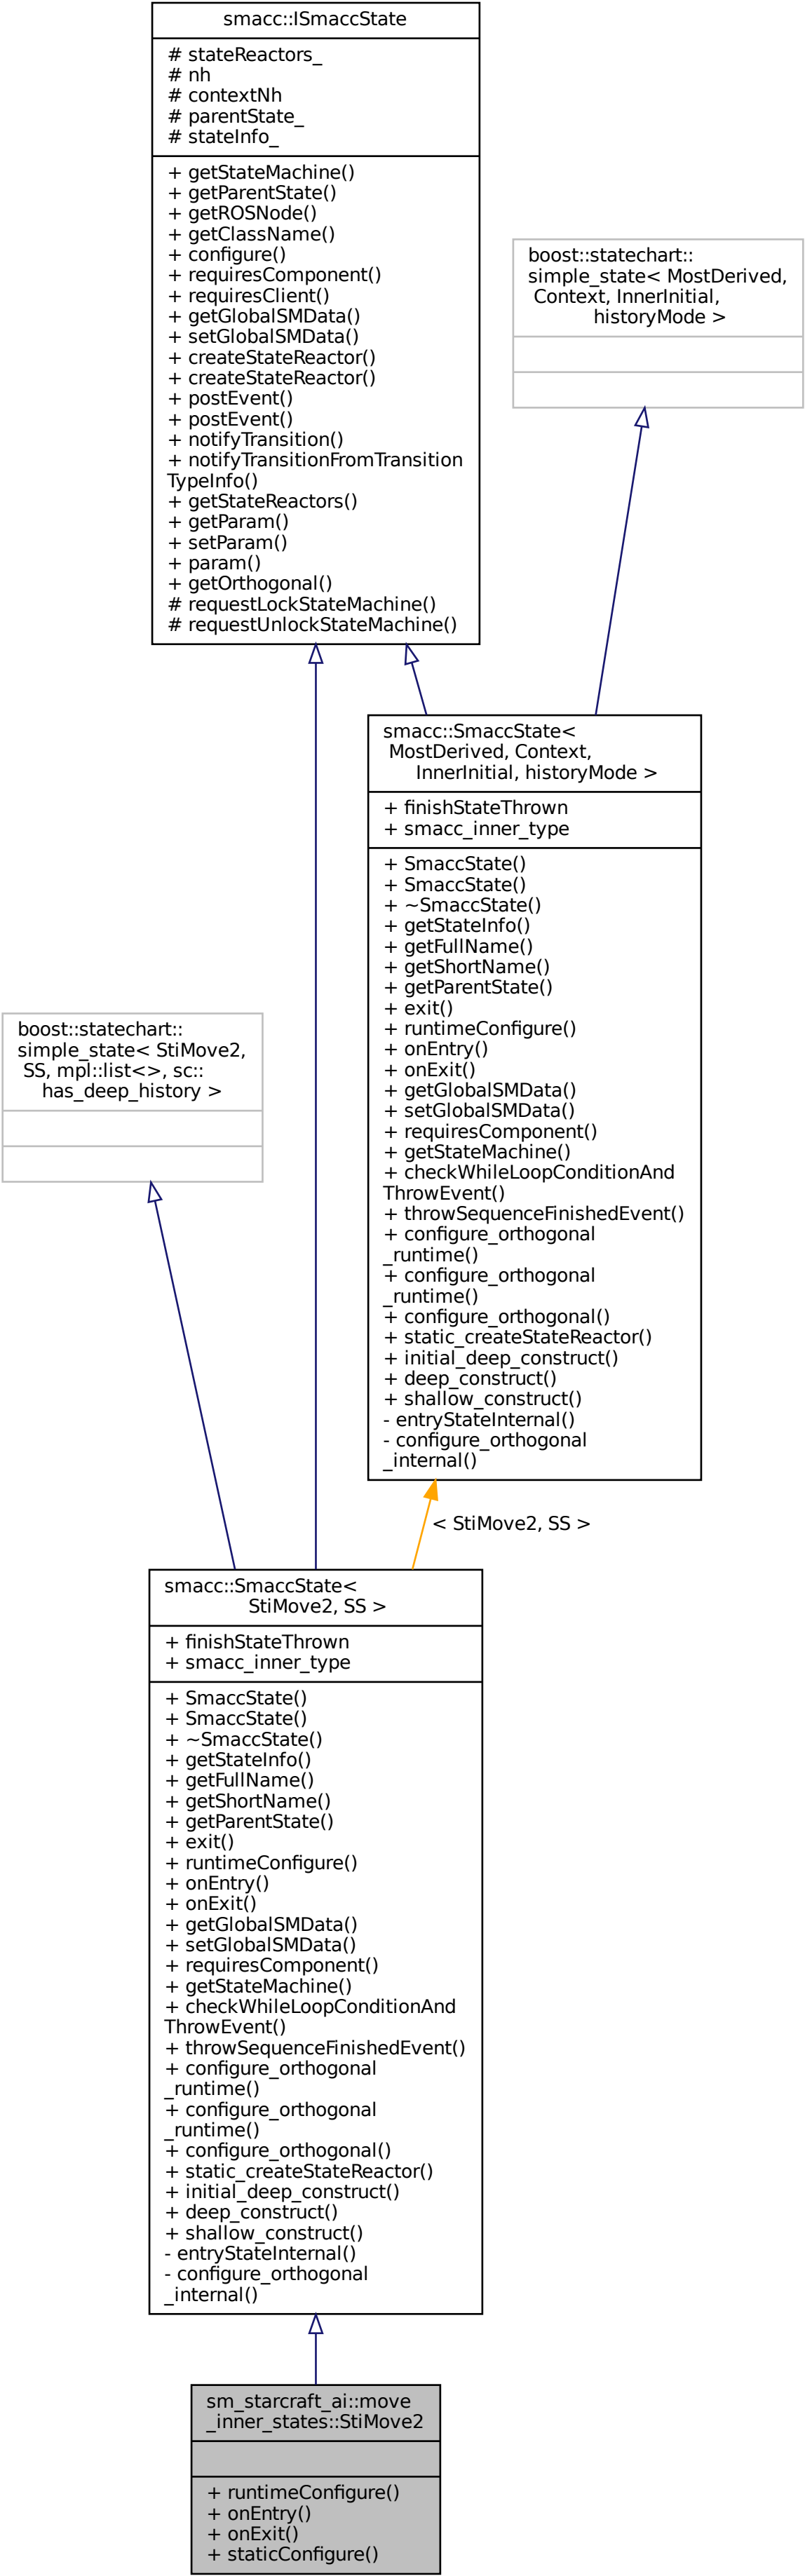 smacc::ISmaccState
# stateReactors_
# nh
# contextNh
# parentState_
# stateInfo_
+ getStateMachine()
+ getParentState()
+ getROSNode()
+ getClassName()
+ configure()
+ requiresComponent()
+ requiresClient()
+ getGlobalSMData()
+ setGlobalSMData()
+ createStateReactor()
+ createStateReactor()
+ postEvent()
+ postEvent()
+ notifyTransition()
+ notifyTransitionFromTransition
TypeInfo()
+ getStateReactors()
+ getParam()
+ setParam()
+ param()
+ getOrthogonal()
# requestLockStateMachine()
# requestUnlockStateMachine()
boost::statechart::
simple_state< MostDerived,
Context, InnerInitial,
historyMode >
smacc::SmaccState<
MostDerived, Context,
InnerInitial, historyMode >
+ finishStateThrown
+ smacc_inner_type
+ SmaccState()
+ SmaccState()
+ ~SmaccState()
+ getStateInfo()
+ getFullName()
+ getShortName()
+ getParentState()
+ exit()
+ runtimeConfigure()
+ onEntry()
+ onExit()
+ getGlobalSMData()
+ setGlobalSMData()
+ requiresComponent()
+ getStateMachine()
+ checkWhileLoopConditionAnd
ThrowEvent()
+ throwSequenceFinishedEvent()
+ configure_orthogonal
_runtime()
+ configure_orthogonal
_runtime()
+ configure_orthogonal()
+ static_createStateReactor()
+ initial_deep_construct()
+ deep_construct()
+ shallow_construct()
- entryStateInternal()
- configure_orthogonal
_internal()
boost::statechart::
simple_state< StiMove2,
SS, mpl::list<>, sc::
has_deep_history >
< StiMove2, SS >
smacc::SmaccState<
StiMove2, SS >
+ finishStateThrown
+ smacc_inner_type
+ SmaccState()
+ SmaccState()
+ ~SmaccState()
+ getStateInfo()
+ getFullName()
+ getShortName()
+ getParentState()
+ exit()
+ runtimeConfigure()
+ onEntry()
+ onExit()
+ getGlobalSMData()
+ setGlobalSMData()
+ requiresComponent()
+ getStateMachine()
+ checkWhileLoopConditionAnd
ThrowEvent()
+ throwSequenceFinishedEvent()
+ configure_orthogonal
_runtime()
+ configure_orthogonal
_runtime()
+ configure_orthogonal()
+ static_createStateReactor()
+ initial_deep_construct()
+ deep_construct()
+ shallow_construct()
- entryStateInternal()
- configure_orthogonal
_internal()
sm_starcraft_ai::move
_inner_states::StiMove2
+ runtimeConfigure()
+ onEntry()
+ onExit()
+ staticConfigure()